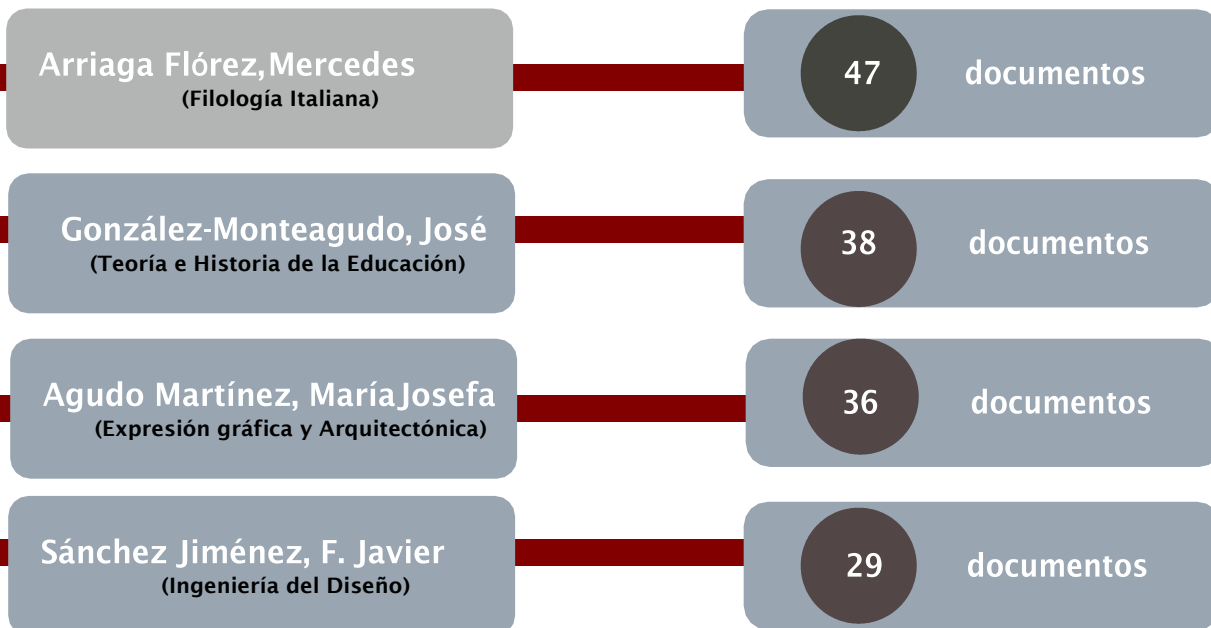 Arriaga Flórez, Mercedes
(Filología Italiana)
47 documentos
González-Monteagudo, José
(Teoría e Historia de la Educación)
38 documentos
Agudo Martínez, María Josefa
(Expresión gráfica y Arquitectónica)
36 documentos
Sánchez Jiménez, F. Javier
(Ingeniería del Diseño)
29 documentos